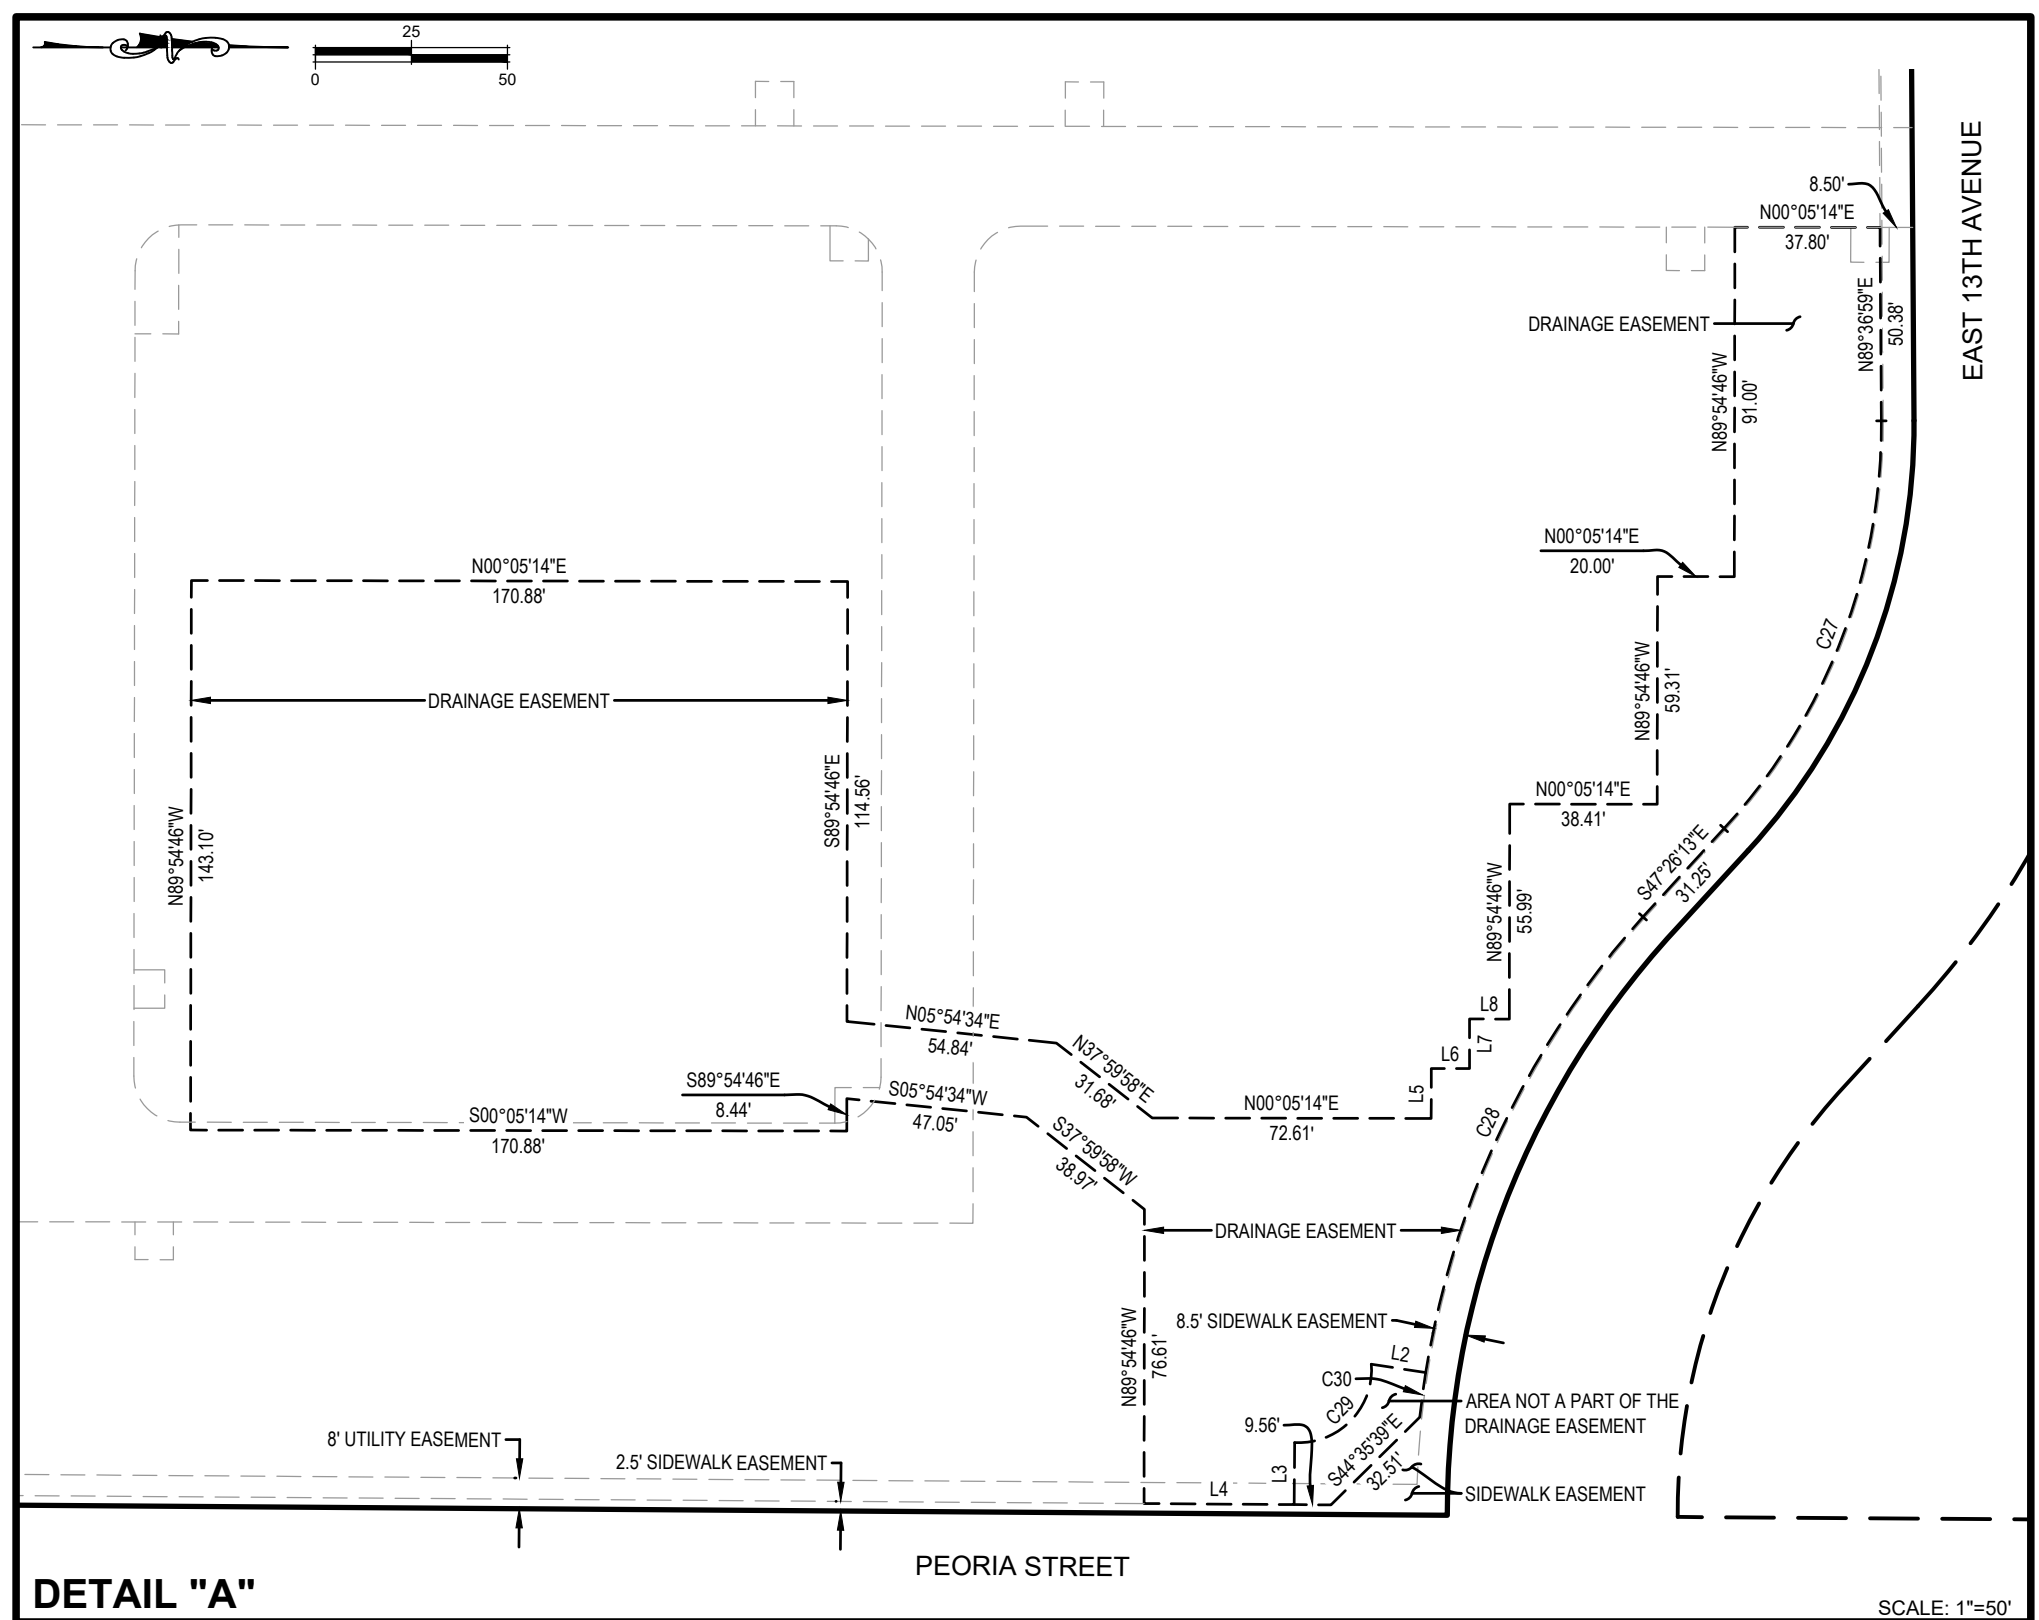 25
0
50
EAST 13TH AVENUE
8.50'
N00°05'14"E
37.80'
DRAINAGE EASEMENT
N89°36'59"E
50.38'
N89°54'46"W
91.00'
N00°05'14"E
20.00'
N00°05'14"E
170.88'
C27
DRAINAGE EASEMENT
N89°54'46"W
59.31'
S89°54'46"E
114.56'
N00°05'14"E
38.41'
N89°54'46"W
143.10'
S47°26'13"E
31.25'
N89°54'46"W
55.99'
L8
N05°54'34"E
54.84'
L7
L6
N37°59'58"E
31.68'
S89°54'46"E
8.44'
S05°54'34"W
47.05'
L5
N00°05'14"E
72.61'
C28
S00°05'14"W
170.88'
S37°59'58"W
38.97'
DRAINAGE EASEMENT
8.5' SIDEWALK EASEMENT
N89°54'46"W
76.61'
L2
C30
AREA NOT A PART OF THE
DRAINAGE EASEMENT
C29
9.56'
8' UTILITY EASEMENT
S44°35'39"E
32.51'
2.5' SIDEWALK EASEMENT
L3
L4
SIDEWALK EASEMENT
PEORIA STREET
DETAIL "A"
SCALE: 1"=50'